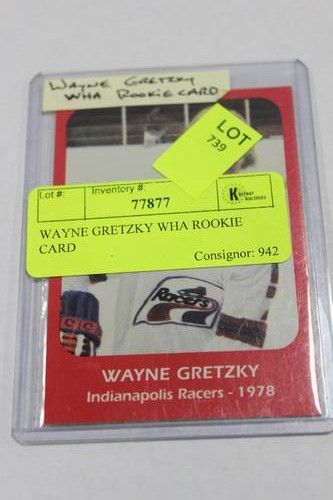 WAYNE GRETZKY
WHA ROOKIE CARD
LOT
739
Lot #:
Inventory #:
77877
Kastner
Auctions
WAYNE GRETZKY WHA ROOKIE
CARD
Consignor: 942
Racers
WAYNE GRETZKY
Indianapolis Racers - 1978